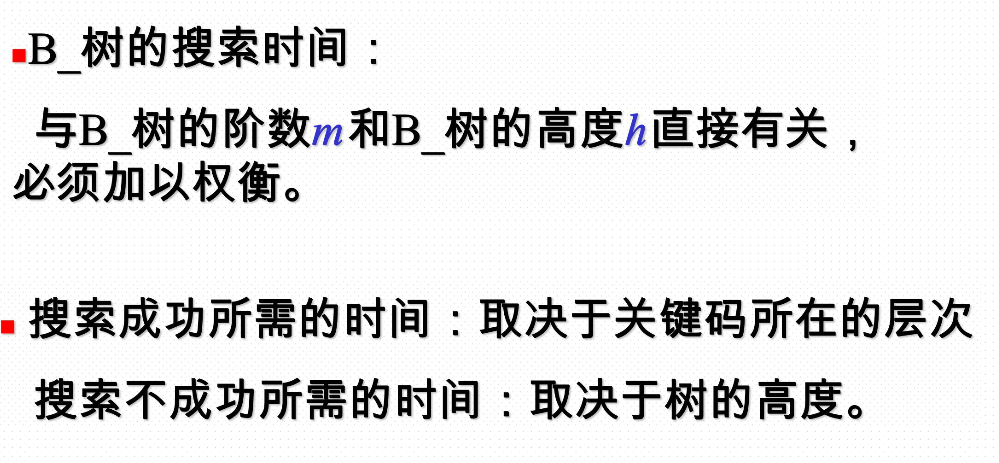 ▪B_树的搜索时间：
与B_树的阶数m和B_树的高度h直接有关，
必须加以权衡。
▪搜索成功所需的时间：取决于关键码所在的层次
搜索不成功所需的时间：取决于树的高度。